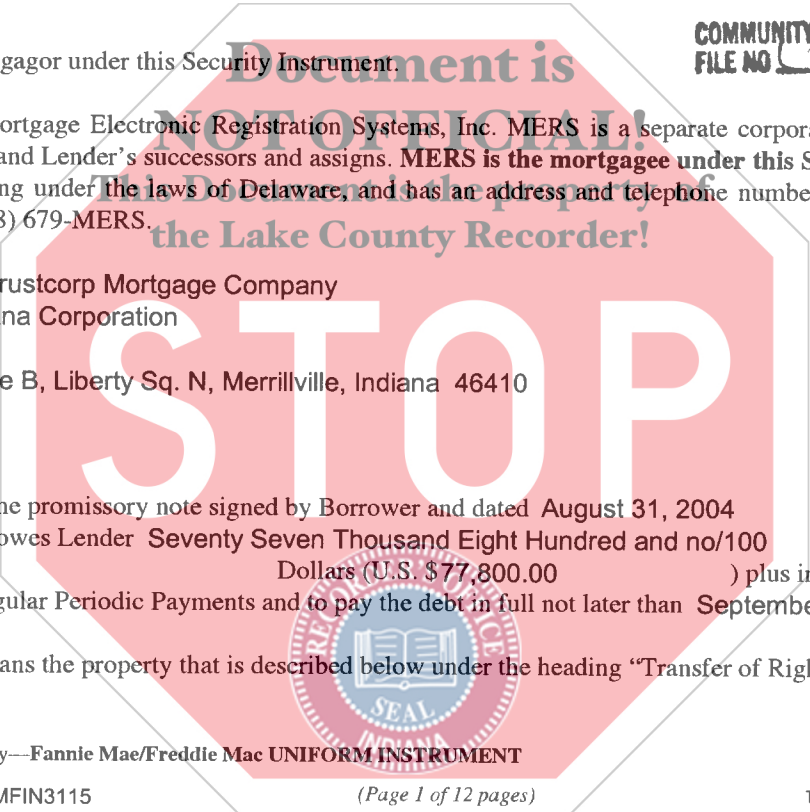 COMMUNITY
FILE NO
gagor under this Security Instrument.
Document is
NOT OFFICIAL!
ortgage Electronic Registration Systems, Inc. MERS is a separate corpora
and Lender's successors and assigns. MERS is the mortgagee under this S
This Document is the property of
ng under the laws of Delaware, and has an address and telephone numbe
8) 679-MERS.
the Lake County Recorder!
rustcorp Mortgage Company
na Corporation
STOP
e B, Liberty Sq. N, Merrillville, Indiana 46410
he promissory note signed by Borrower and dated August 31, 2004
owes Lender Seventy Seven Thousand Eight Hundred and no/100
Dollars (U.S. $77,800.00 ) plus in
gular Periodic Payments and to pay the debt in full not later than Septembe
RECORDER'S OFFICE
ans the property that is described below under the heading “Transfer of Righ
SEAL
INDIANA
y—Fannie Mae/Freddie Mac UNIFORM INSTRUMENT
MFIN3115 (Page 1 of 12 pages)